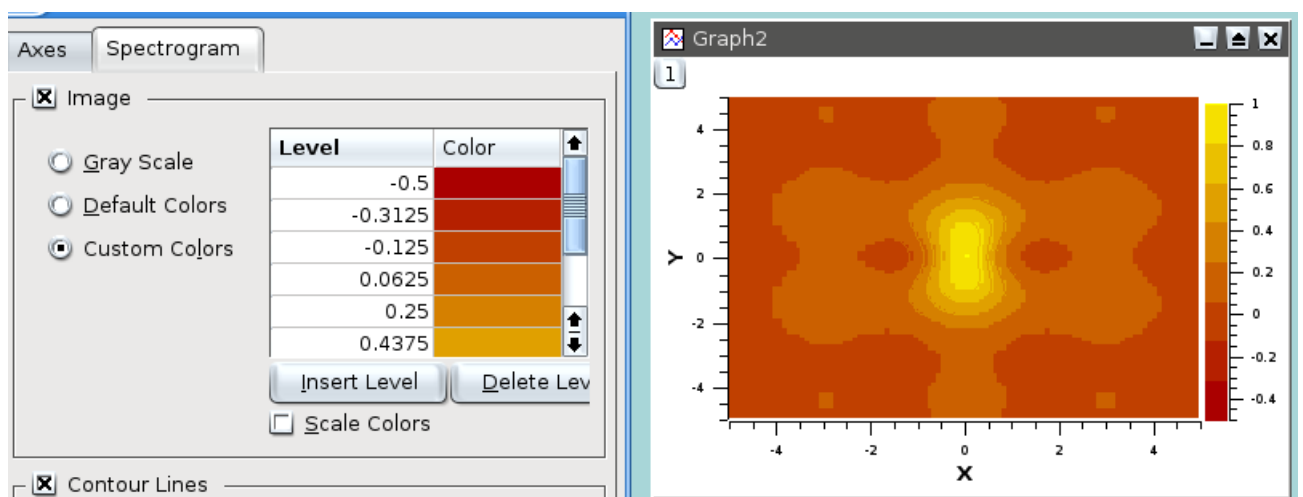 Axes Spectrogram
Image
Gray Scale
Default Colors
Custom Colors
Level Color
-0.5
-0.3125
-0.125
0.0625
0.25
0.4375
Insert Level Delete Lev
Scale Colors
Contour Lines
Graph2
1
4
2
0
-2
-4
Y
-4 -2 0 2 4
X
1
0.8
0.6
0.4
0.2
0
-0.2
-0.4